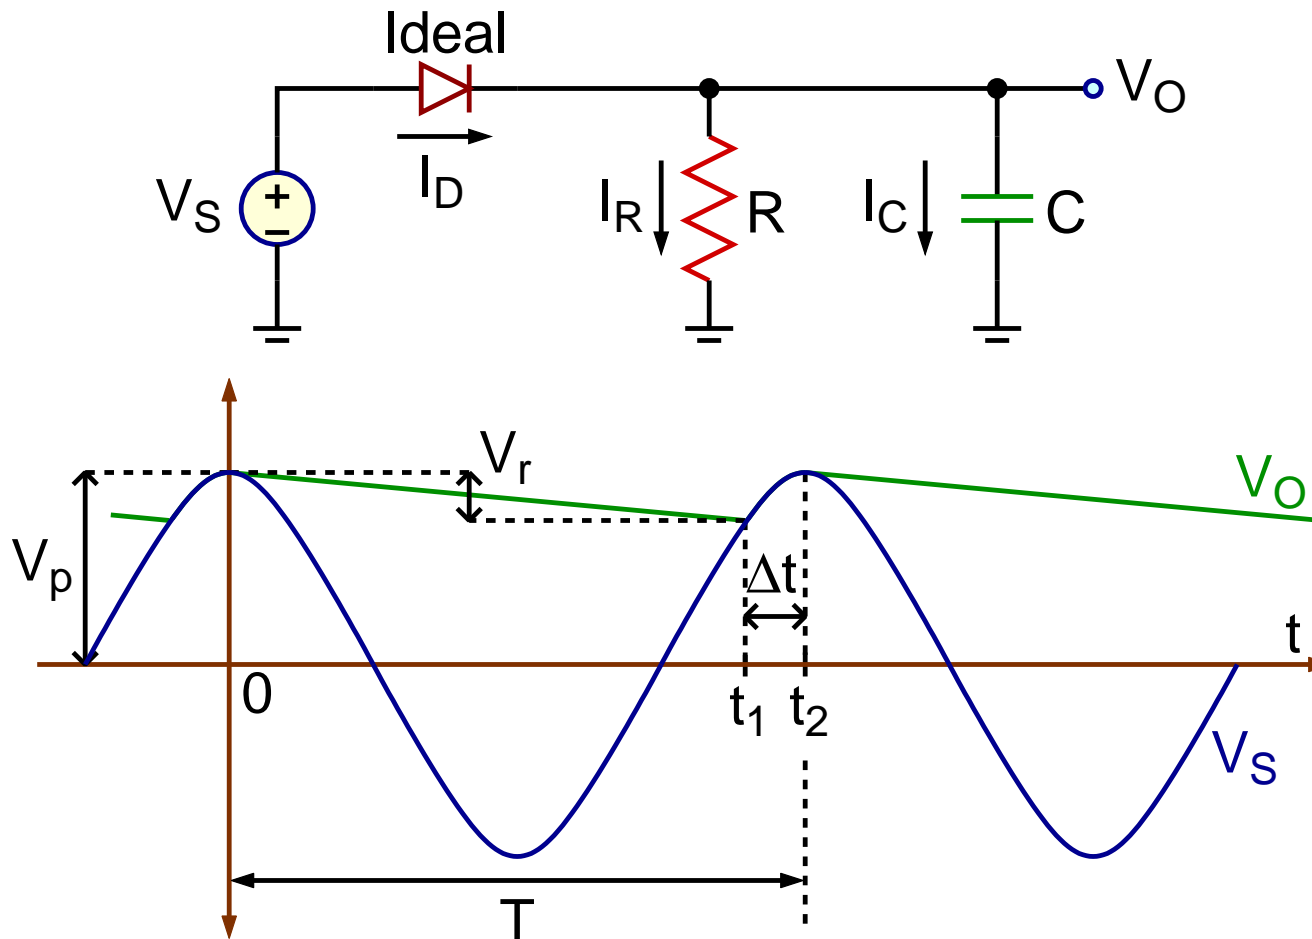 Ideal
V_O
I_D
V_S
+
−
I_R
R
I_C
C
V_r
V_O
V_p
Δt
t
0
t_1
t_2
V_S
T